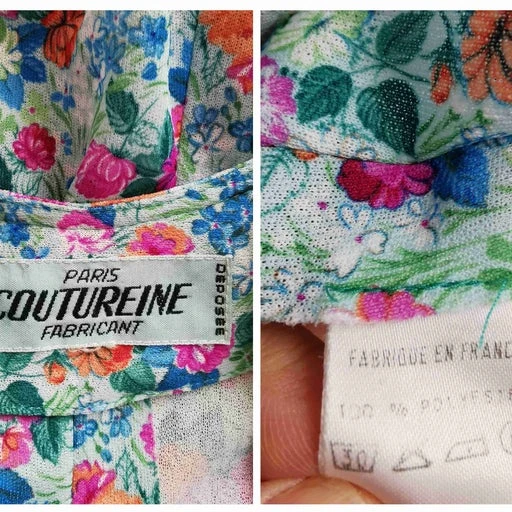 PARIS
COUTUREINE
FABRICANT
DEPOSEE
FABRIQUE EN FRANC
100 % POLYESTE
30